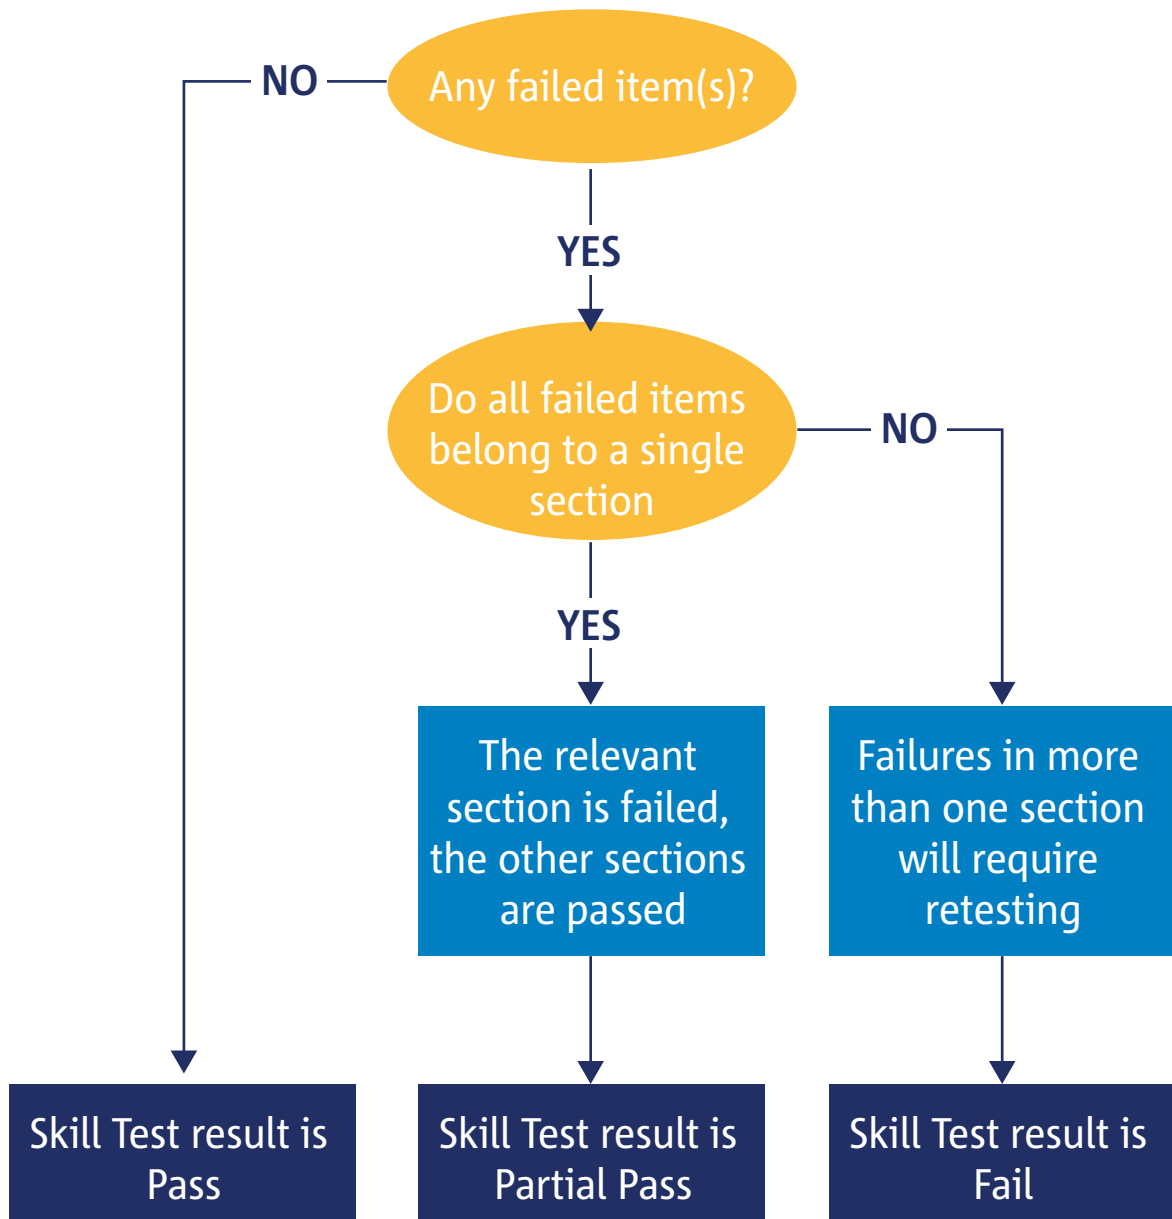 Any failed item(s)?
NO
YES
Do all failed items
belong to a single
section
NO
YES
The relevant
section is failed,
the other sections
are passed
Failures in more
than one section
will require
retesting
Skill Test result is
Pass
Skill Test result is
Partial Pass
Skill Test result is
Fail